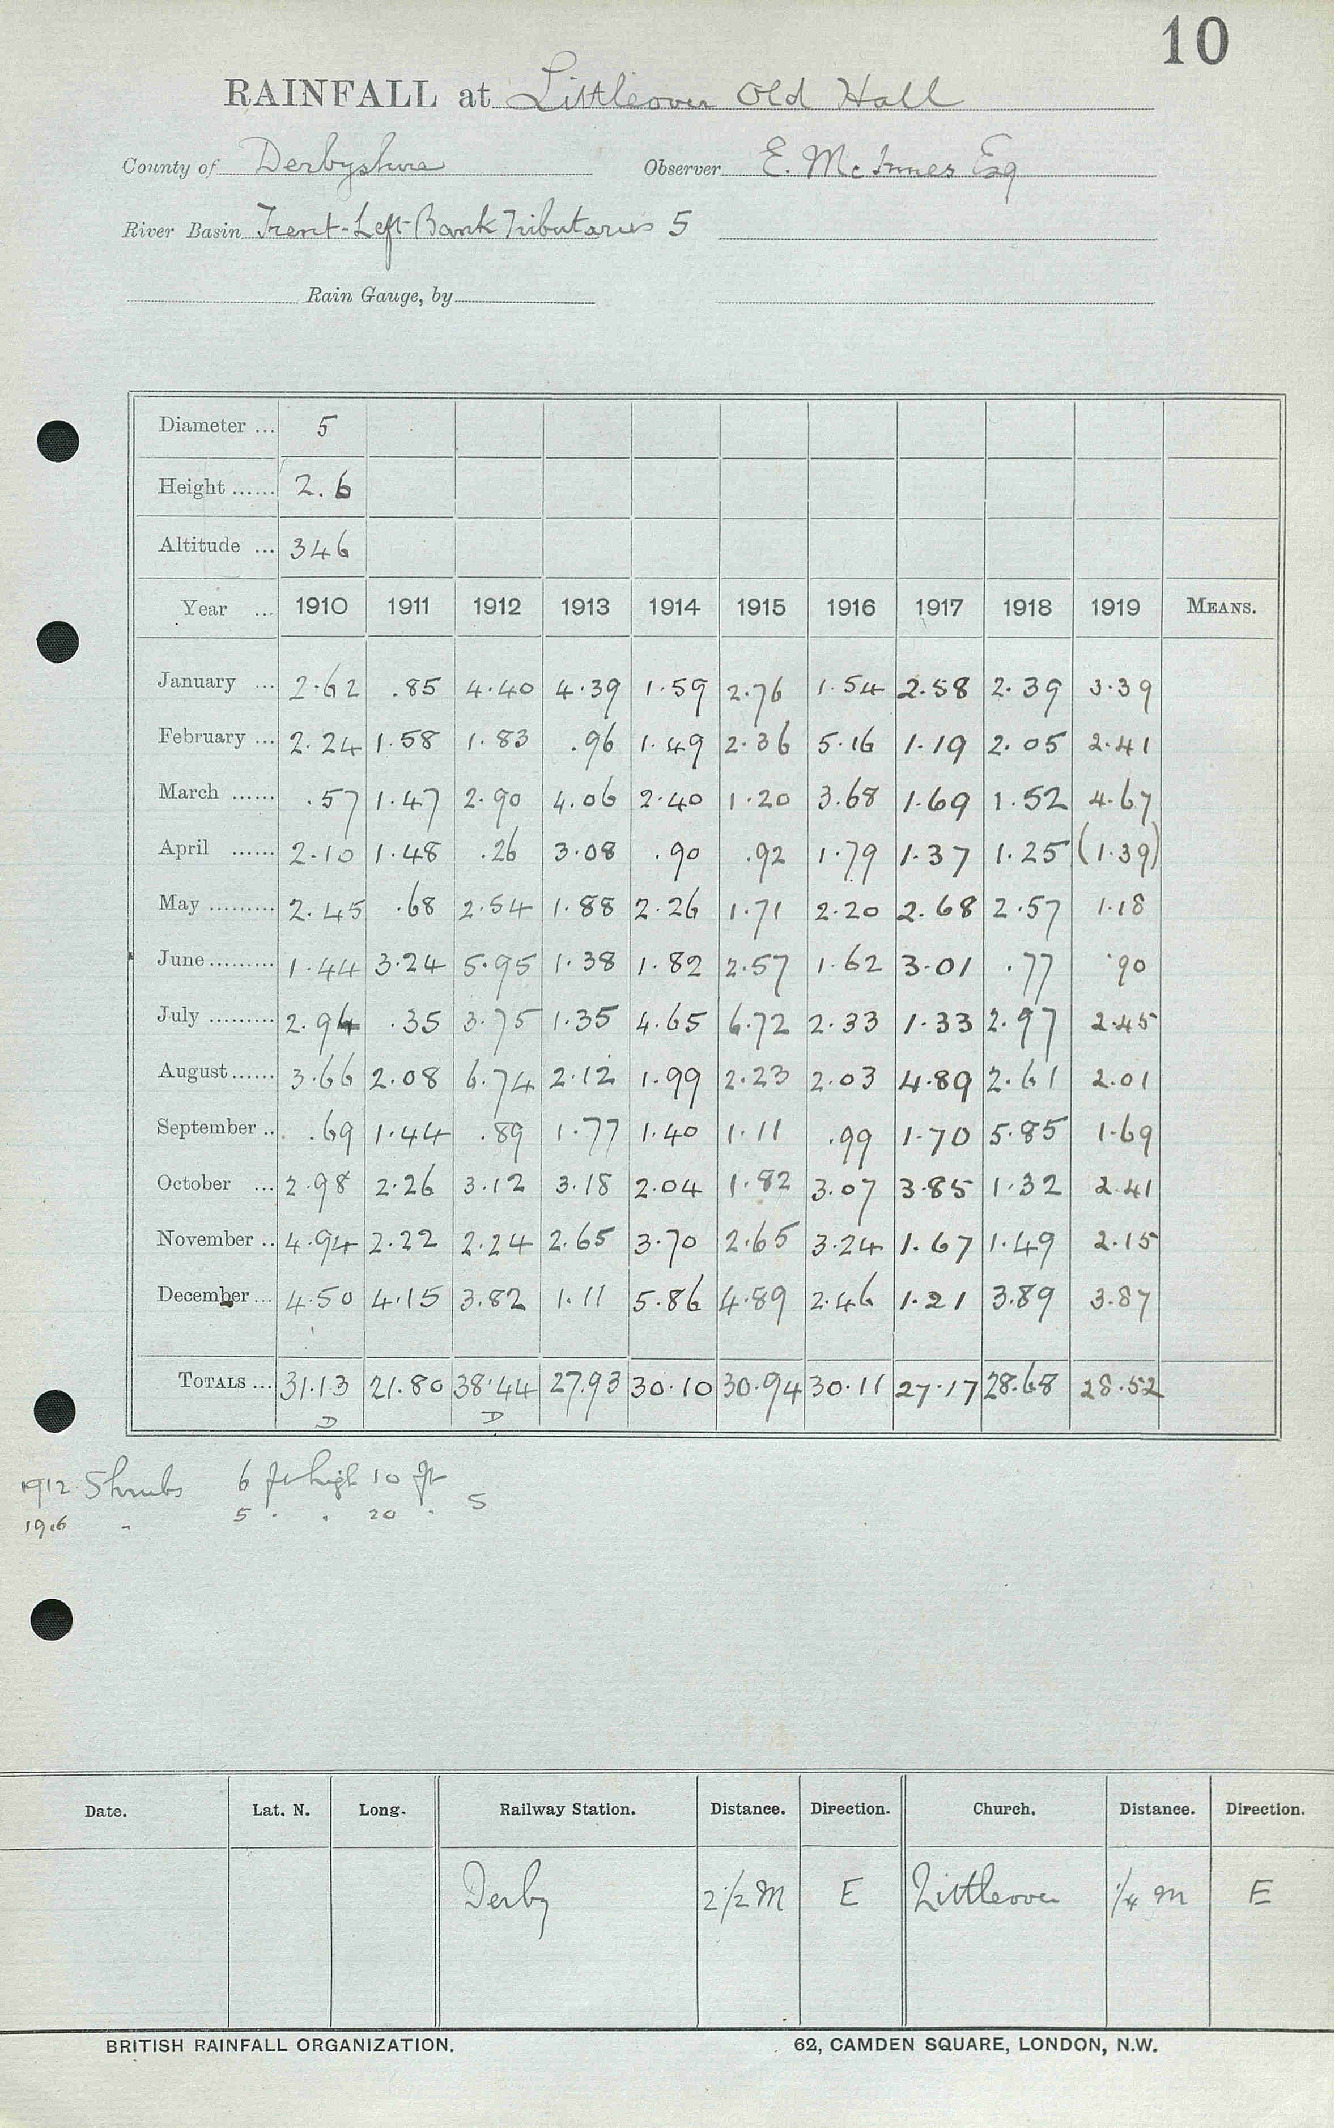 10
RAINFALL at Littleover Old Hall
County of Derbyshire Observer E. McInnes Esq
River Basin Trent-Left Bank Tributaries 5
Rain Gauge, by
Diameter ... 5
Height ...... 2.6
Altitude ... 346
Year ... 1910 1911 1912 1913 1914 1915 1916 1917 1918 1919 MEANS.
January ... 2.62 .85 4.40 4.39 1.59 2.76 1.54 2.58 2.39 3.39
February ... 2.24 1.58 1.83 .96 1.49 2.36 5.16 1.19 2.05 2.41
March ...... .57 1.47 2.90 4.06 2.40 1.20 3.68 1.69 1.52 4.67
April ...... 2.10 1.48 .26 3.08 .90 .92 1.79 1.37 1.25 (1.39)
May ......... 2.45 .68 2.54 1.88 2.26 1.71 2.20 2.68 2.57 1.18
June ......... 1.44 3.24 5.95 1.38 1.82 2.57 1.62 3.01 .77 .90
July ......... 2.94 .35 3.75 1.35 4.65 6.72 2.33 1.33 2.97 2.45
August ...... 3.66 2.08 6.74 2.12 1.99 2.23 2.03 4.89 2.61 2.01
September .. .69 1.44 .89 1.77 1.40 1.11 .99 1.70 5.85 1.69
October ... 2.98 2.26 3.12 3.18 2.04 1.82 3.07 3.85 1.32 2.41
November .. 4.94 2.22 2.24 2.65 3.70 2.65 3.24 1.67 1.49 2.15
December ... 4.50 4.15 3.82 1.11 5.86 4.89 2.46 1.21 3.89 3.87
TOTALS ... 31.13 21.80 38.44 27.93 30.10 30.94 30.11 27.17 28.68 28.52
D D
1912 Shrubs 6 ft high 10 ft
1916 " 5 " " 20 " S
Date. Lat. N. Long. Railway Station. Distance. Direction. Church. Distance. Direction.
Derby 2 1/2 M E Littleover 1/4 m E
BRITISH RAINFALL ORGANIZATION. 62, CAMDEN SQUARE, LONDON, N.W.